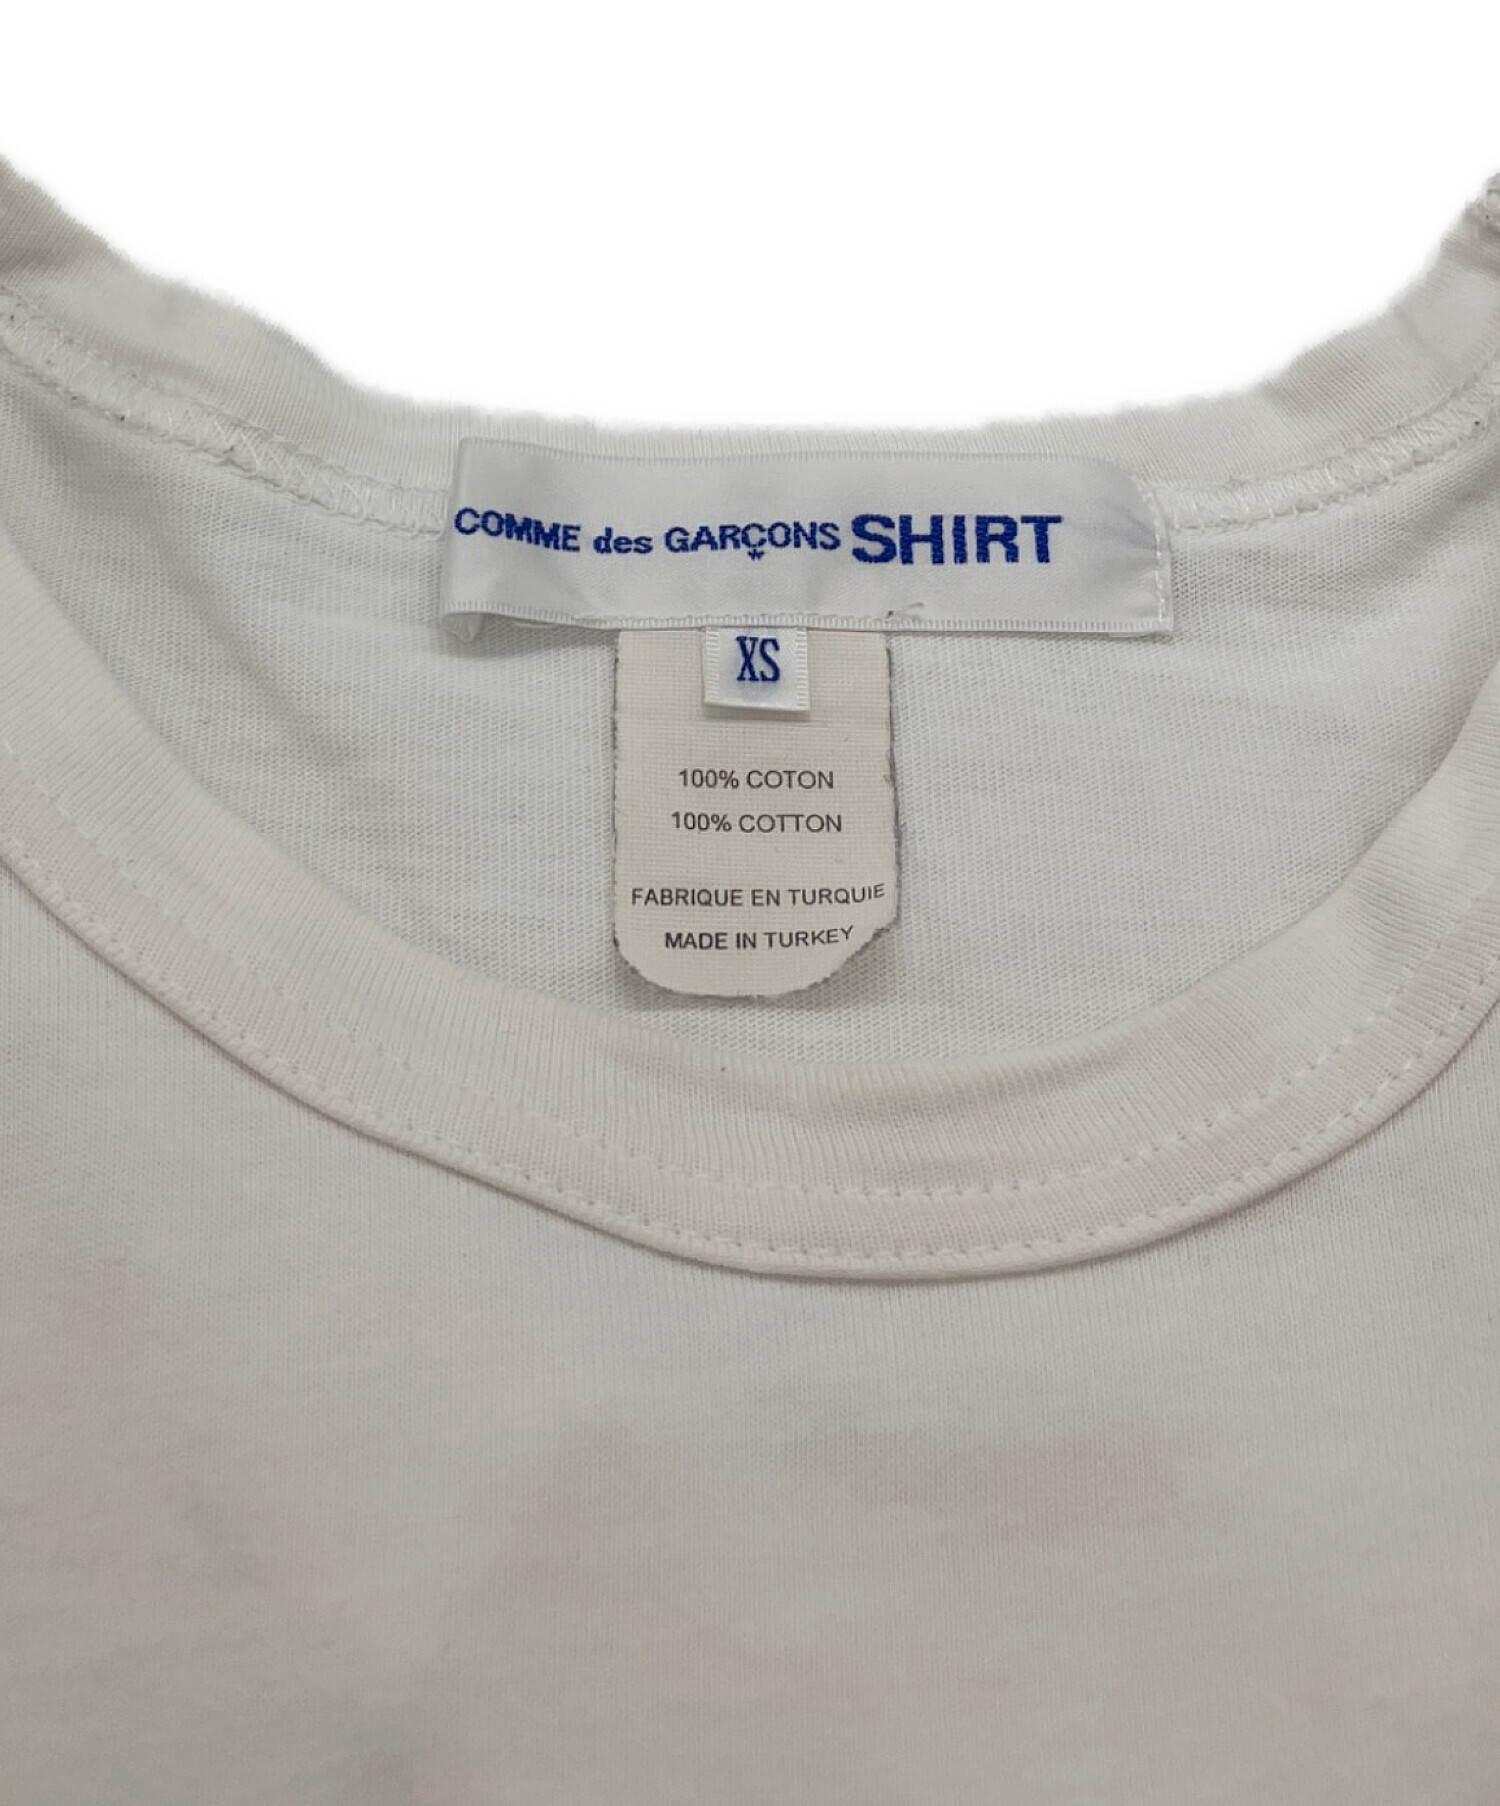 COMME des GARÇONS SHIRT
XS
100% COTON
100% COTTON
FABRIQUE EN TURQUIE
MADE IN TURKEY